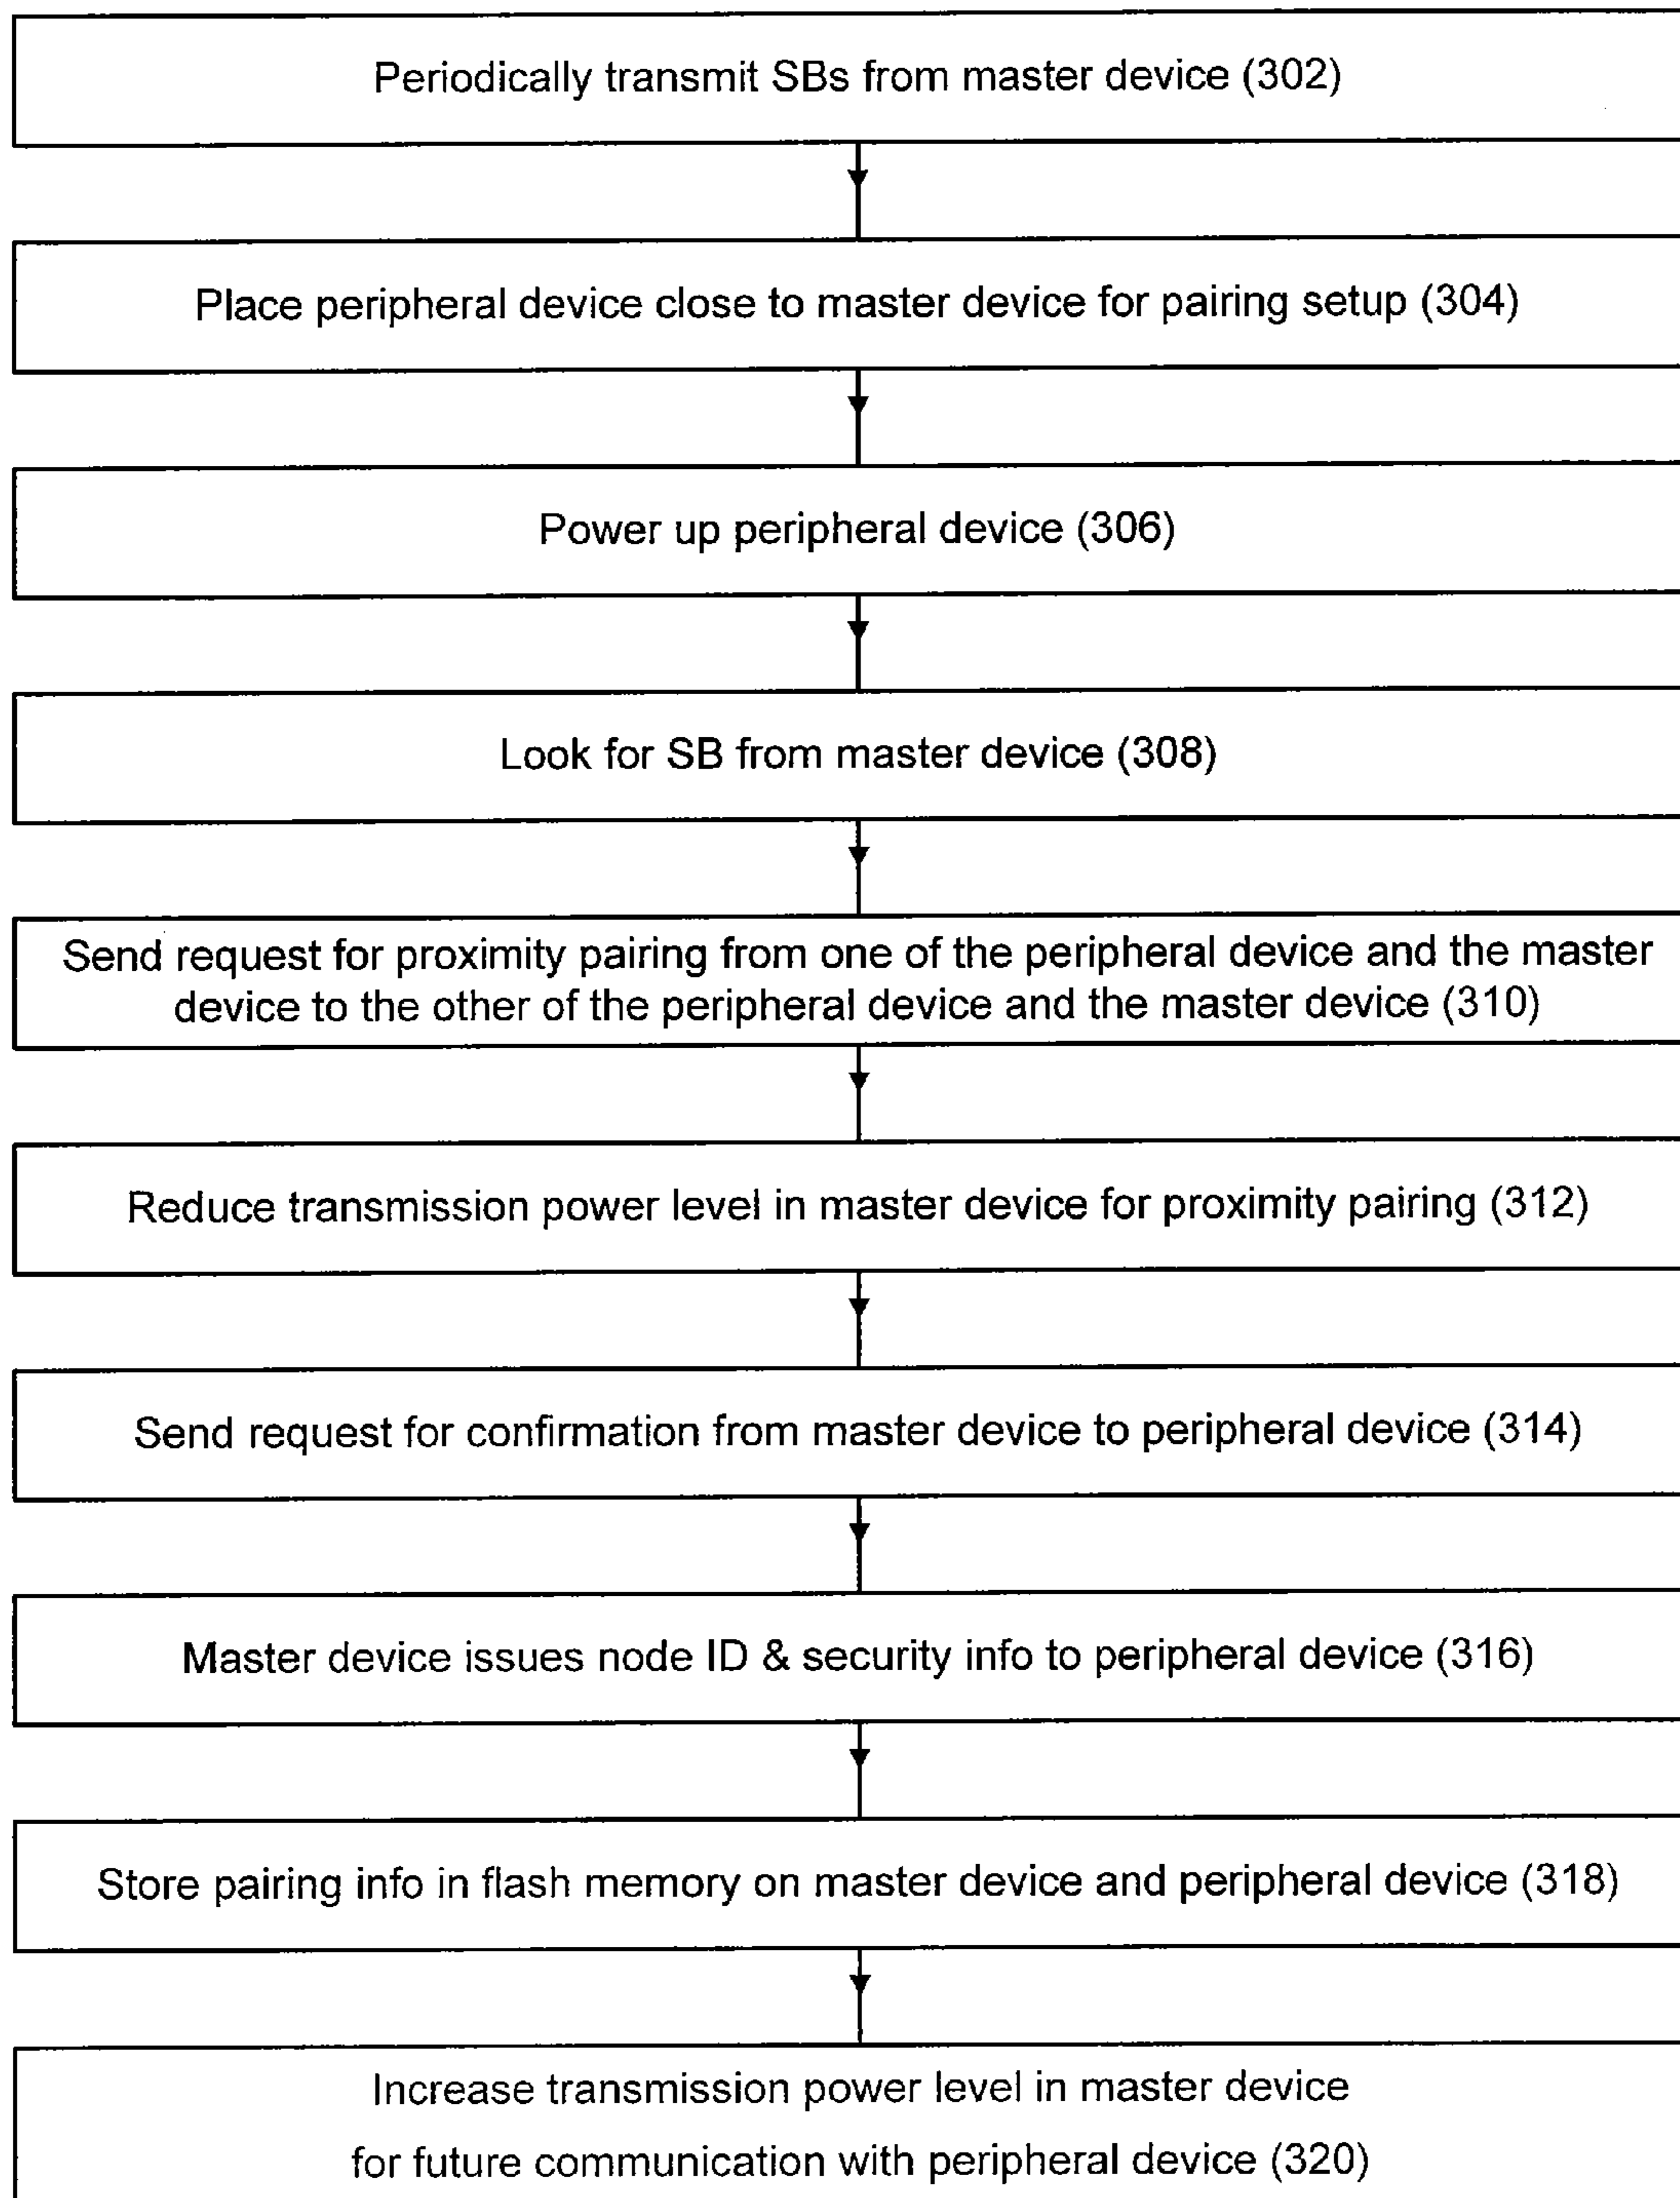 Periodically transmit SBs from master device (302)
Place peripheral device close to master device for pairing setup (304)
Power up peripheral device (306)
Look for SB from master device (308)
Send request for proximity pairing from one of the peripheral device and the master
device to the other of the peripheral device and the master device (310)
Reduce transmission power level in master device for proximity pairing (312)
Send request for confirmation from master device to peripheral device (314)
Master device issues node ID & security info to peripheral device (316)
Store pairing info in flash memory on master device and peripheral device (318)
Increase transmission power level in master device
for future communication with peripheral device (320)